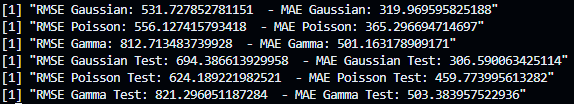 [1] "RMSE Gaussian: 531.727852781151  - MAE Gaussian: 319.969595825188"
[1] "RMSE Poisson: 556.127415793418  - MAE Poisson: 365.296694714697"
[1] "RMSE Gamma: 812.713483739928  - MAE Gamma: 501.163178909171"
[1] "RMSE Gaussian Test: 694.386613929958  - MAE Gaussian Test: 306.590063425114"
[1] "RMSE Poisson Test: 624.189221982521  - MAE Poisson Test: 459.773995613282"
[1] "RMSE Gamma Test: 821.296051187284  - MAE Gamma Test: 503.383957522936"